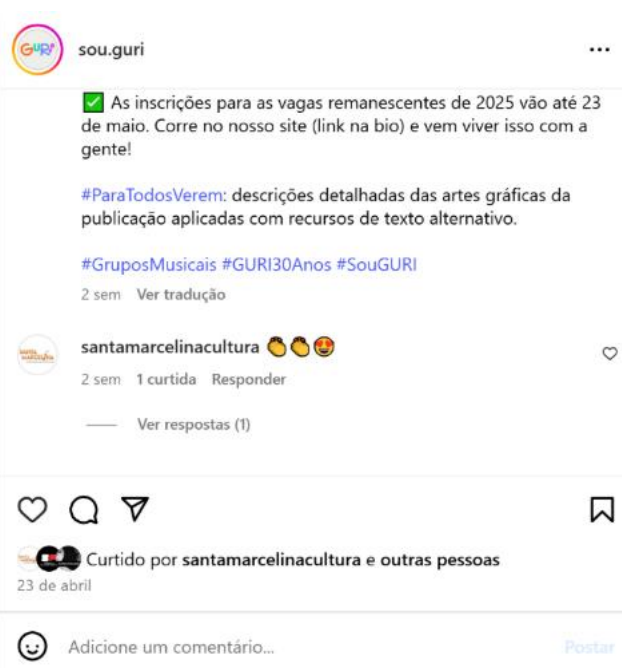 GURI
sou.guri
✅ As inscrições para as vagas remanescentes de 2025 vão até 23
de maio. Corre no nosso site (link na bio) e vem viver isso com a
gente!
#ParaTodosVerem: descrições detalhadas das artes gráficas da
publicação aplicadas com recursos de texto alternativo.
#GruposMusicais #GURI30Anos #SouGURI
2 sem Ver tradução
santamarcelinacultura 👏👏😍
2 sem 1 curtida Responder
Ver respostas (1)
Curtido por santamarcelinacultura e outras pessoas
23 de abril
Adicione um comentário... Postar